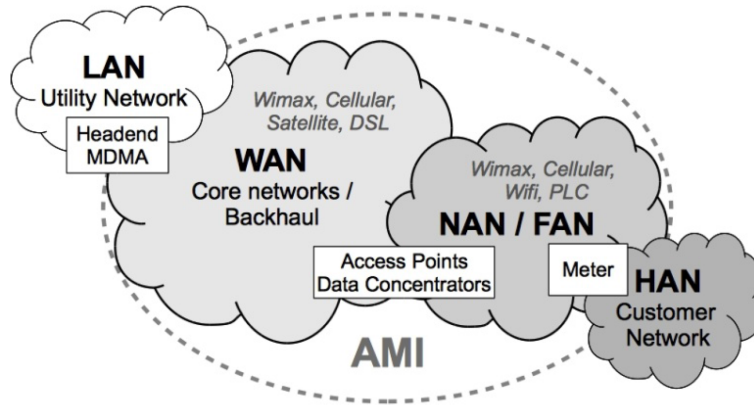 LAN
Utility Network
Headend
MDMA
Wimax, Cellular,
Satellite, DSL
WAN
Core networks /
Backhaul
Wimax, Cellular,
Wifi, PLC
NAN / FAN
Access Points
Data Concentrators
Meter
HAN
Customer
Network
AMI